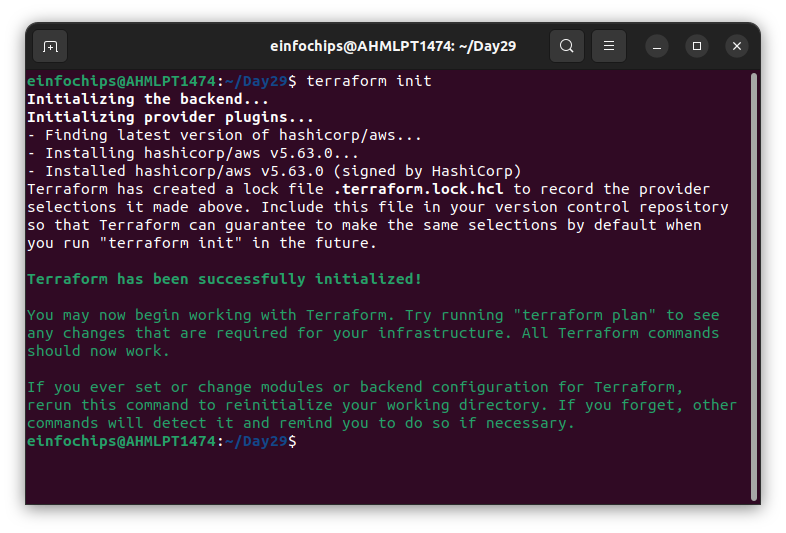 einfochips@AHMLPT1474: ~/Day29
einfochips@AHMLPT1474:~/Day29$ terraform init
Initializing the backend...
Initializing provider plugins...
- Finding latest version of hashicorp/aws...
- Installing hashicorp/aws v5.63.0...
- Installed hashicorp/aws v5.63.0 (signed by HashiCorp)
Terraform has created a lock file .terraform.lock.hcl to record the provider
selections it made above. Include this file in your version control repository
so that Terraform can guarantee to make the same selections by default when
you run "terraform init" in the future.
Terraform has been successfully initialized!
You may now begin working with Terraform. Try running "terraform plan" to see
any changes that are required for your infrastructure. All Terraform commands
should now work.
If you ever set or change modules or backend configuration for Terraform,
rerun this command to reinitialize your working directory. If you forget, other
commands will detect it and remind you to do so if necessary.
einfochips@AHMLPT1474:~/Day29$